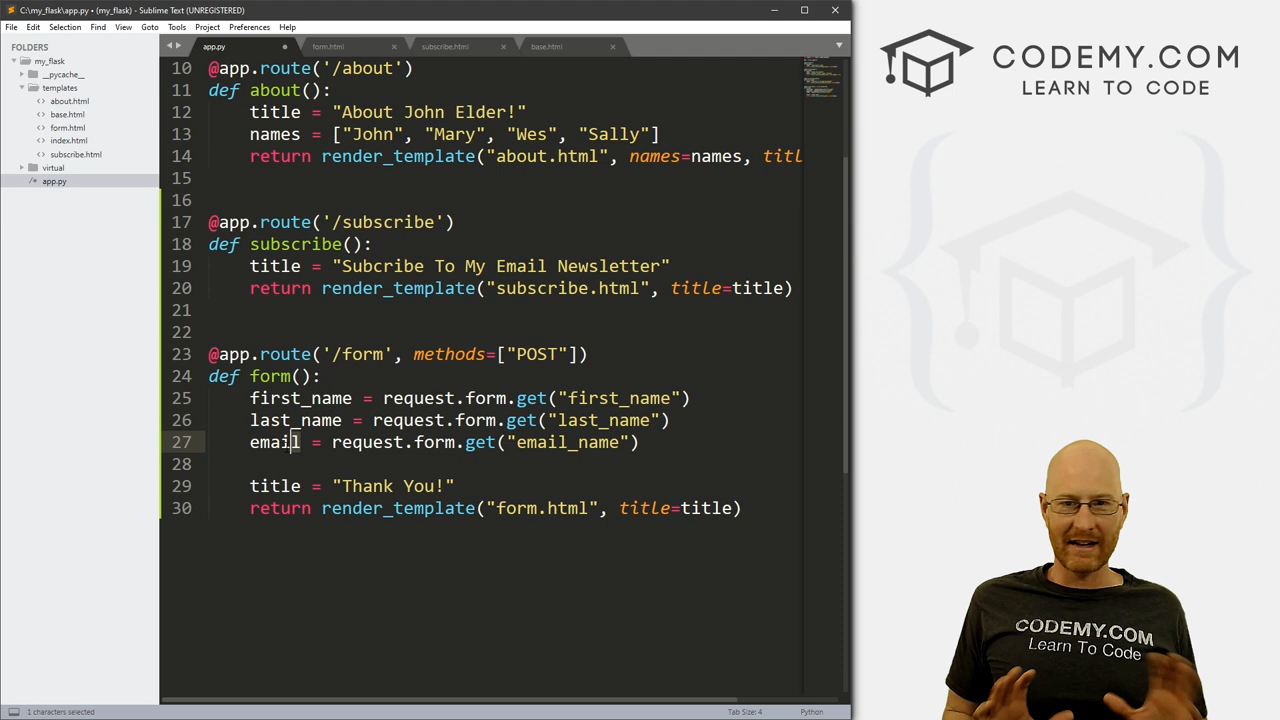 C:\my_flask\app.py • (my_flask) - Sublime Text (UNREGISTERED)
File Edit Selection Find View Goto Tools Project Preferences Help
FOLDERS
my_flask
__pycache__
templates
about.html
base.html
form.html
index.html
subscribe.html
virtual
app.py
app.py form.html subscribe.html base.html
10 @app.route('/about')
11 def about():
12 title = "About John Elder!"
13 names = ["John", "Mary", "Wes", "Sally"]
14 return render_template("about.html", names=names, titl
15
16
17 @app.route('/subscribe')
18 def subscribe():
19 title = "Subcribe To My Email Newsletter"
20 return render_template("subscribe.html", title=title)
21
22
23 @app.route('/form', methods=["POST"])
24 def form():
25 first_name = request.form.get("first_name")
26 last_name = request.form.get("last_name")
27 email = request.form.get("email_name")
28
29 title = "Thank You!"
30 return render_template("form.html", title=title)
1 characters selected
Tab Size: 4
Python
CODEMY.COM
LEARN TO CODE
CODEMY.COM
Learn To Code